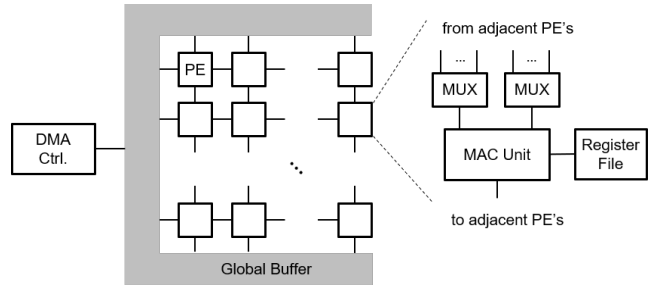 from adjacent PE's
PE
...
...
MUX
MUX
DMA
Ctrl.
MAC Unit
Register
File
to adjacent PE's
Global Buffer